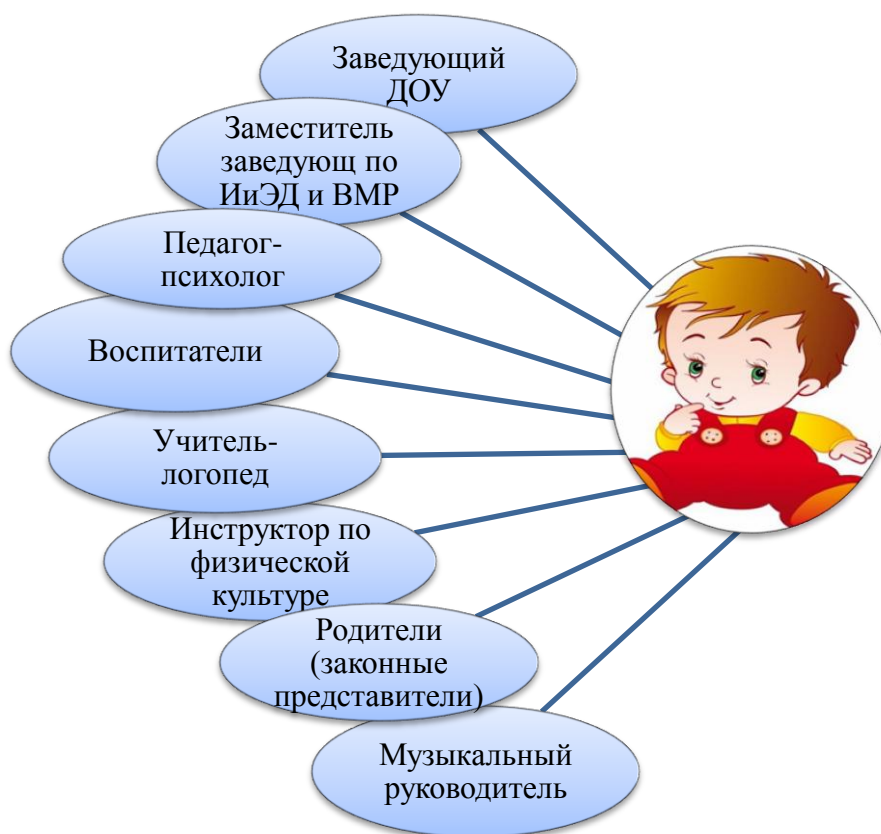 Заведующий
ДОУ
Заместитель
заведующ по
ИиЭД и ВМР
Педагог-
психолог
Воспитатели
Учитель-
логопед
Инструктор по
физической
культуре
Родители
(законные
представители)
Музыкальный
руководитель